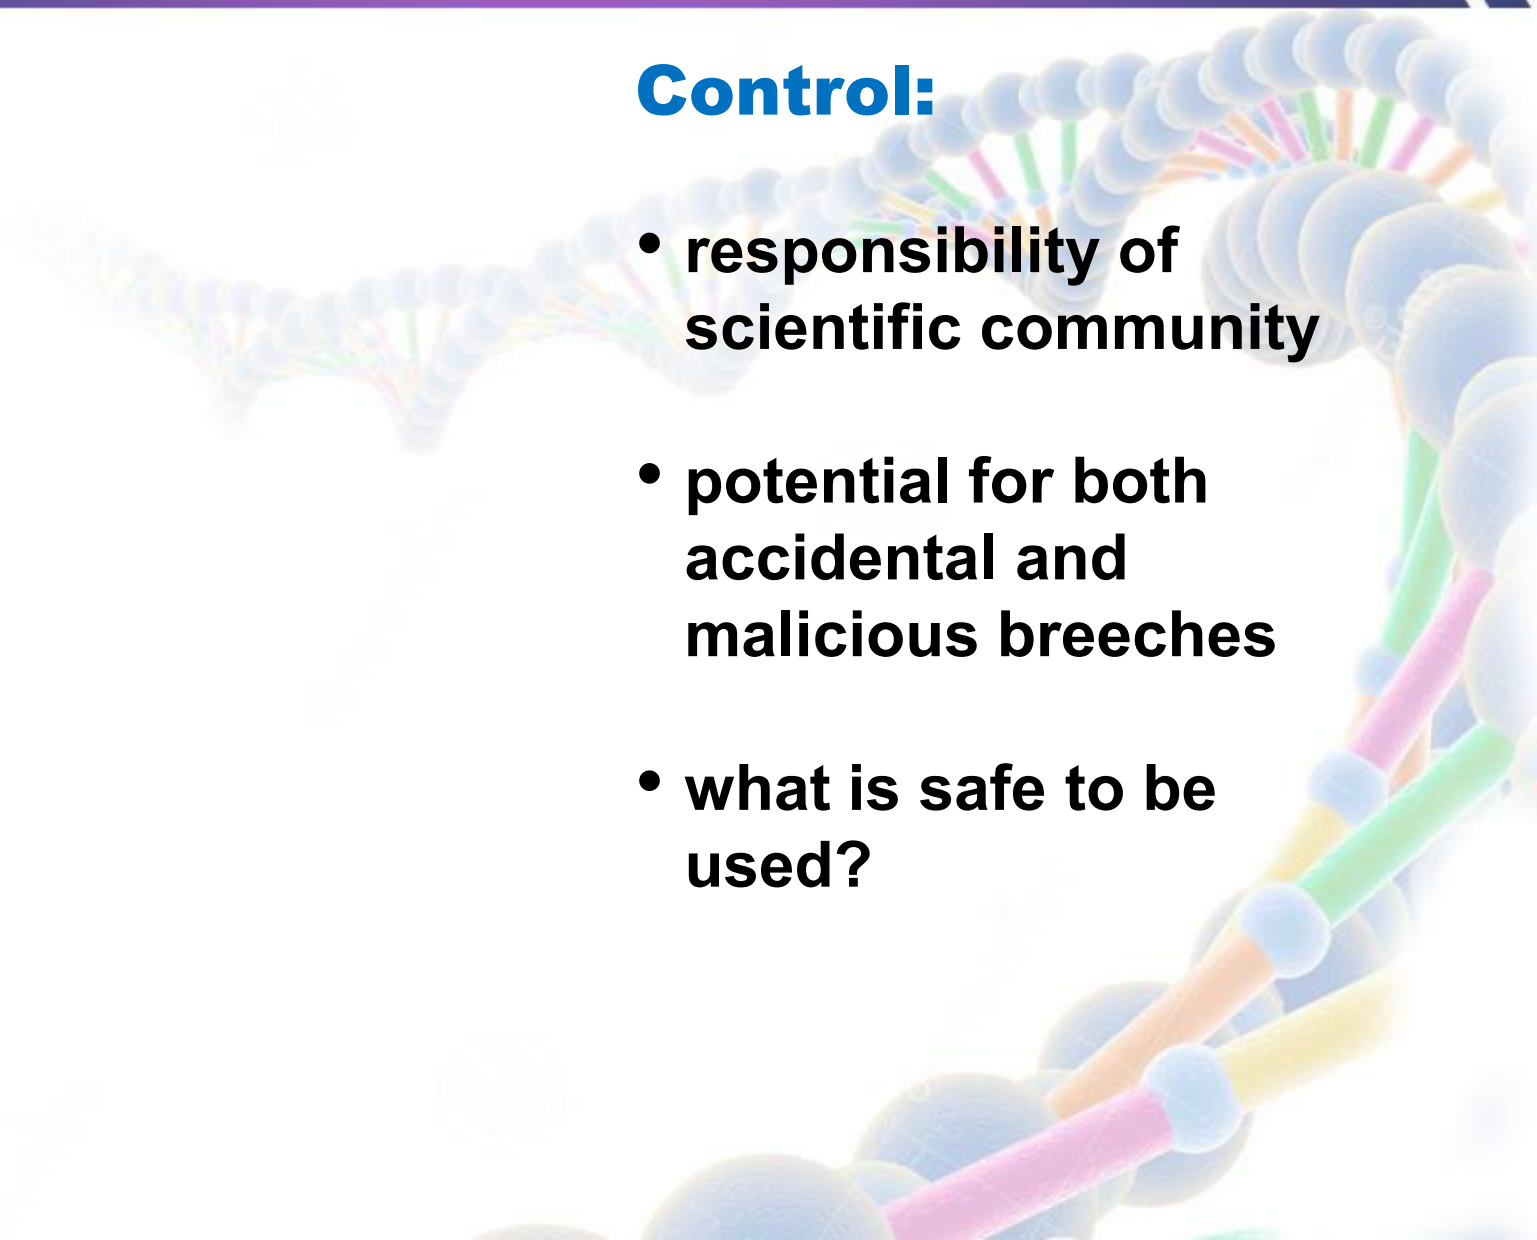 Control:
• responsibility of
scientific community
• potential for both
accidental and
malicious breeches
• what is safe to be
used?